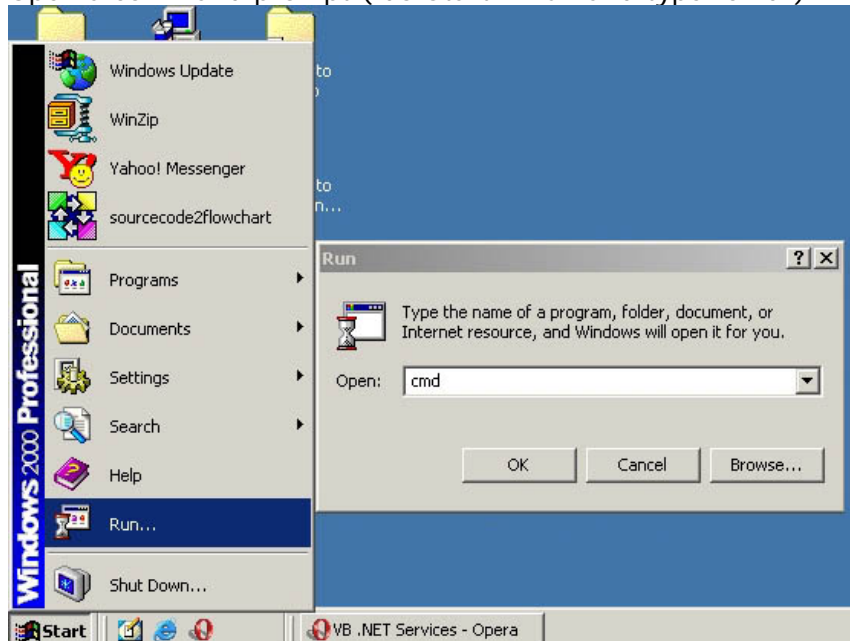 Windows Update
to
WinZip
Yahoo! Messenger
to
sourcecode2flowchart
n...
Run
Programs
Type the name of a program, folder, document, or
Internet resource, and Windows will open it for you.
Documents
Settings
Open: cmd
Search
OK Cancel Browse...
Help
Run...
Shut Down...
Windows 2000 Professional
Start
VB .NET Services - Opera